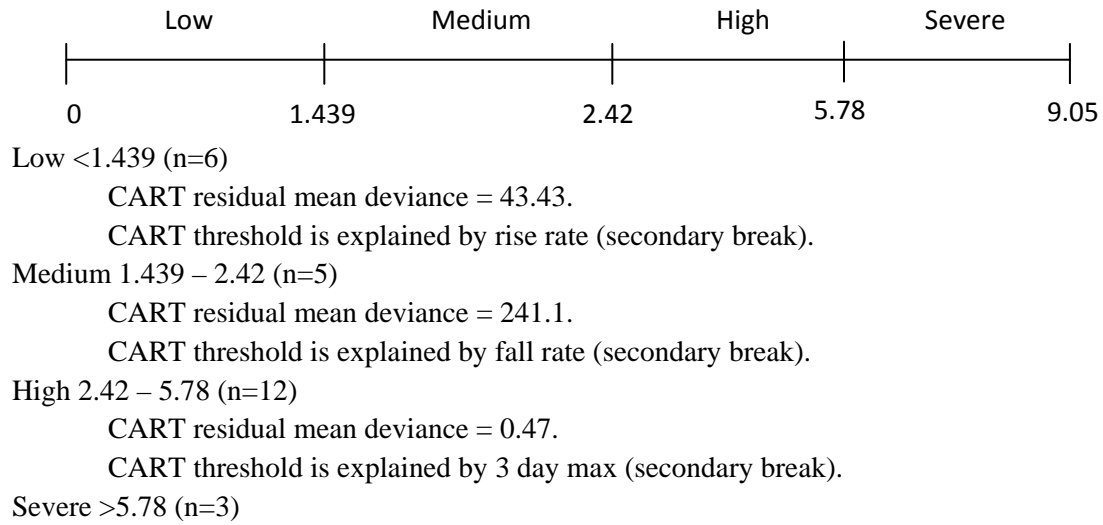 Low Medium High Severe
0 1.439 2.42 5.78 9.05
Low <1.439 (n=6)
CART residual mean deviance = 43.43.
CART threshold is explained by rise rate (secondary break).
Medium 1.439 – 2.42 (n=5)
CART residual mean deviance = 241.1.
CART threshold is explained by fall rate (secondary break).
High 2.42 – 5.78 (n=12)
CART residual mean deviance = 0.47.
CART threshold is explained by 3 day max (secondary break).
Severe >5.78 (n=3)